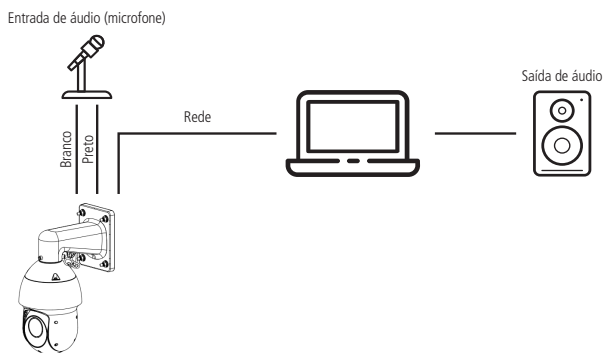 Entrada de áudio (microfone)
Saída de áudio
Rede
Branco
Preto